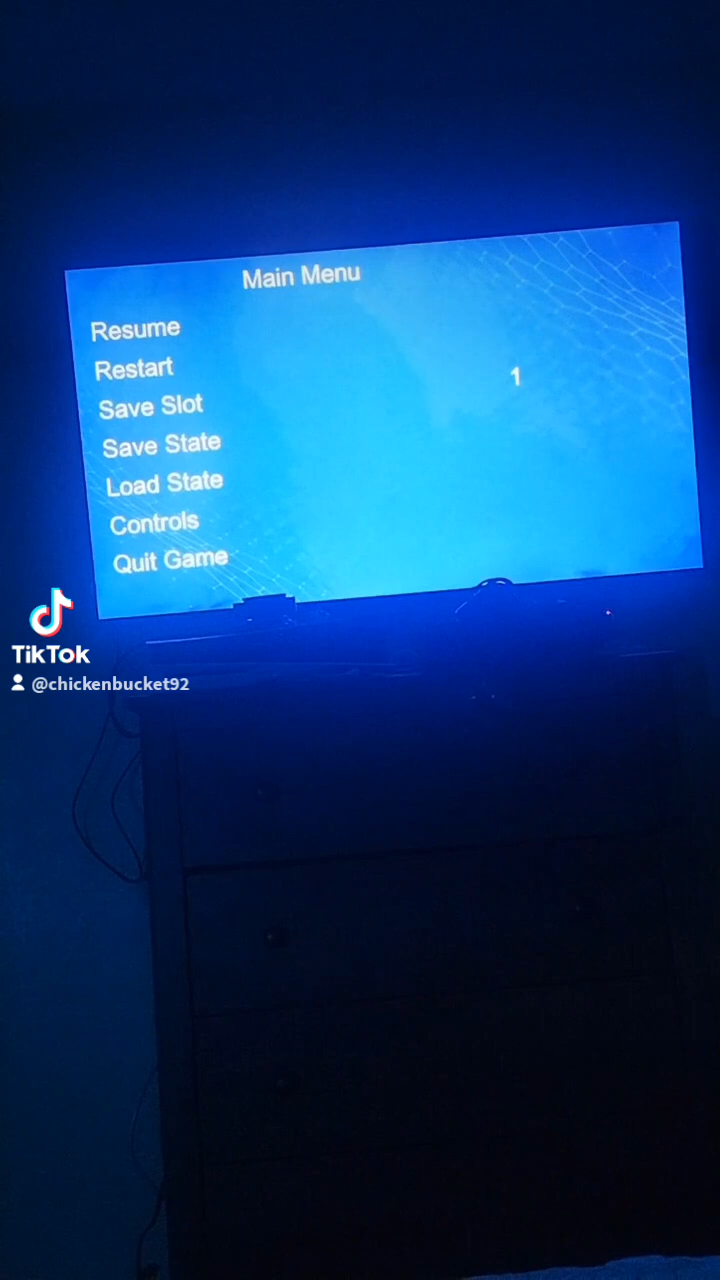 Main Menu
Resume
Restart
Save Slot 1
Save State
Load State
Controls
Quit Game
TikTok
@chickenbucket92